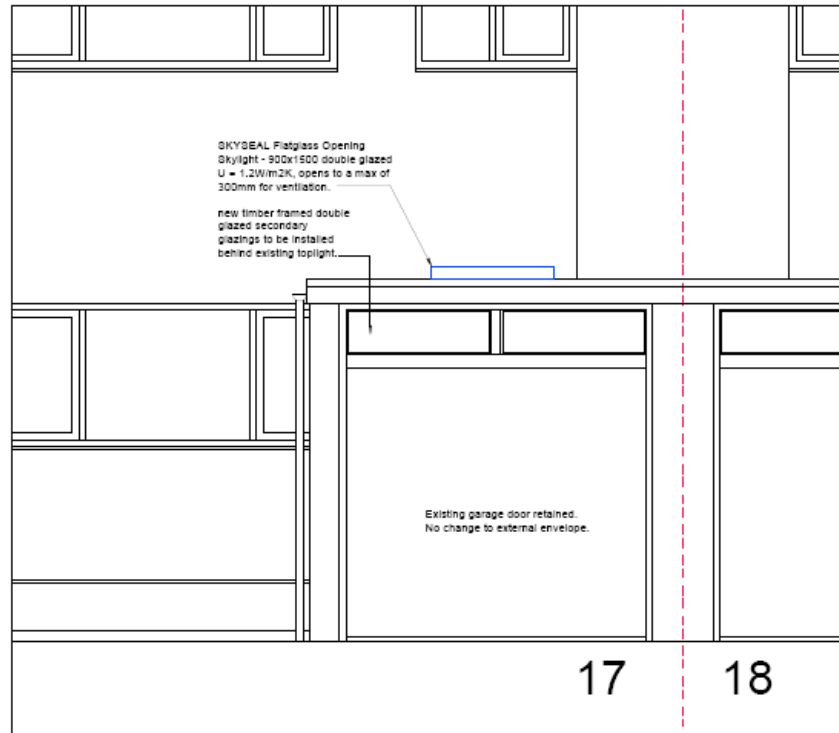 SKYSEAL Flatglass Opening
Skylight - 900x1500 double glazed
U = 1.2W/m2K, opens to a max of
300mm for ventilation.
new timber framed double
glazed secondary
glazings to be installed
behind existing toplight.
Existing garage door retained.
No change to external envelope.
17
18